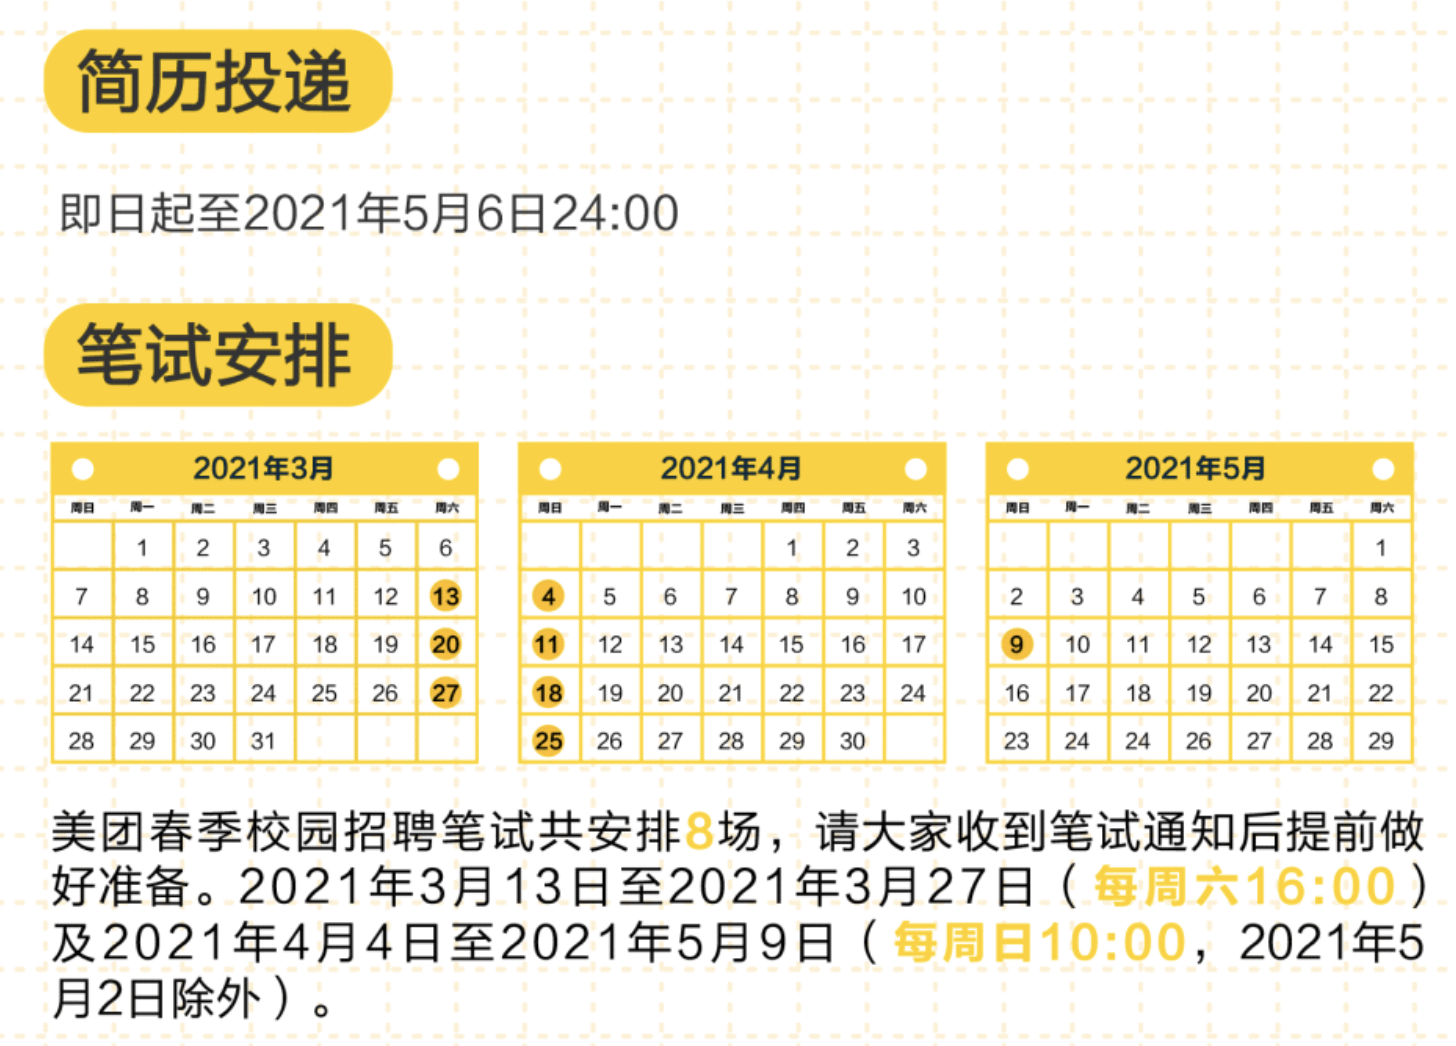 简历投递
即日起至2021年5月6日24:00
笔试安排
2021年3月
周日 周一 周二 周三 周四 周五 周六
1 2 3 4 5 6
7 8 9 10 11 12 13
14 15 16 17 18 19 20
21 22 23 24 25 26 27
28 29 30 31
2021年4月
周日 周一 周二 周三 周四 周五 周六
1 2 3
4 5 6 7 8 9 10
11 12 13 14 15 16 17
18 19 20 21 22 23 24
25 26 27 28 29 30
2021年5月
周日 周一 周二 周三 周四 周五 周六
1
2 3 4 5 6 7 8
9 10 11 12 13 14 15
16 17 18 19 20 21 22
23 24 24 26 27 28 29
美团春季校园招聘笔试共安排8场，请大家收到笔试通知后提前做
好准备。2021年3月13日至2021年3月27日（每周六16:00）
及2021年4月4日至2021年5月9日（每周日10:00，2021年5
月2日除外）。